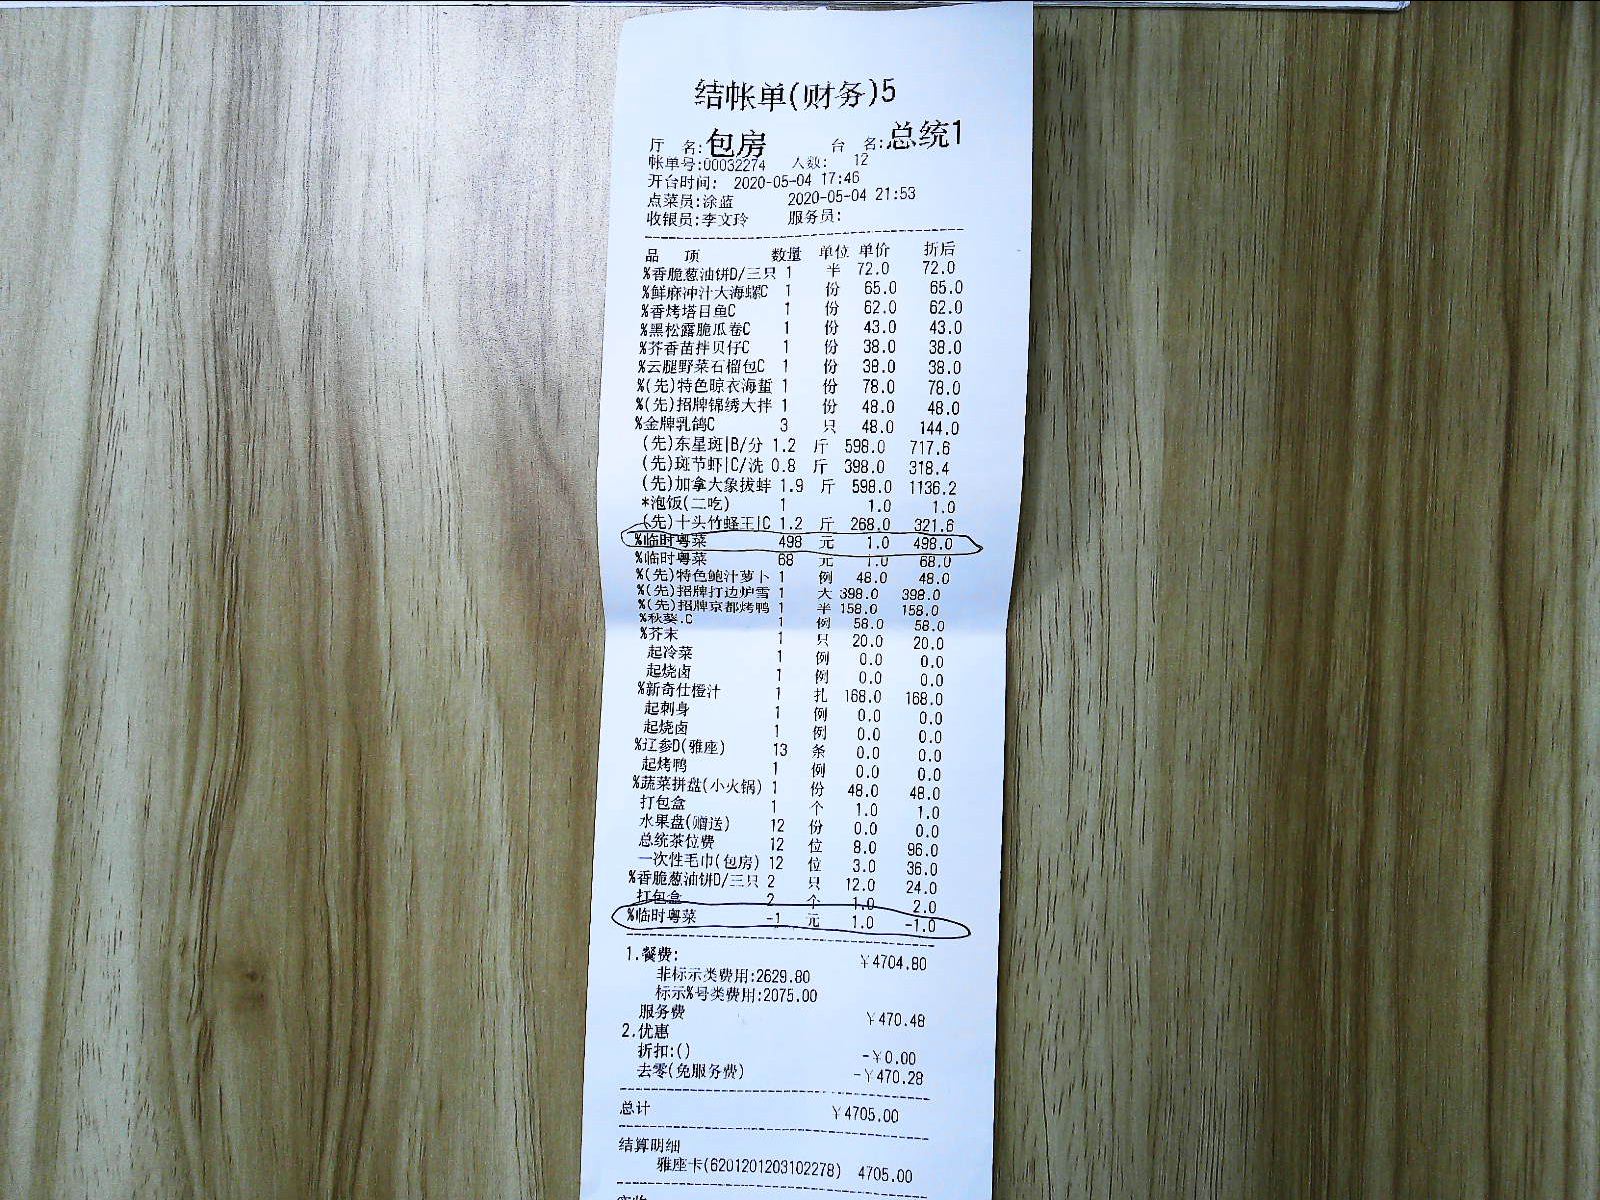 结帐单(财务)5
厅 名:包房 台 名:总统1
帐单号:00032274 人数: 12
开台时间: 2020-05-04 17:46
点菜员:涂蓝 2020-05-04 21:53
收银员:李文玲 服务员:
品 项 数量 单位 单价 折后
%香脆葱油饼D/三只 1 半 72.0 72.0
%鲜麻冲汁大海螺C 1 份 65.0 65.0
%香烤塔目鱼C 1 份 62.0 62.0
%黑松露脆瓜卷C 1 份 43.0 43.0
%芥香苗拌贝仔C 1 份 38.0 38.0
%云腿野菜石榴包C 1 份 38.0 38.0
%(先)特色晾衣海蜇 1 份 78.0 78.0
%(先)招牌锦绣大拌 1 份 48.0 48.0
%金牌乳鸽C 3 只 48.0 144.0
(先)东星斑|B/分 1.2 斤 598.0 717.6
(先)斑节虾|C/洗 0.8 斤 398.0 318.4
(先)加拿大象拔蚌 1.9 斤 598.0 1136.2
*泡饭(二吃) 1 1.0 1.0
(先)十头竹蛏王|C 1.2 斤 268.0 321.6
%临时粤菜 498 元 1.0 498.0
%临时粤菜 68 元 1.0 68.0
%(先)特色鲍汁萝卜 1 例 48.0 48.0
%(先)招牌打边炉雪 1 大 398.0 398.0
%(先)招牌京都烤鸭 1 半 158.0 158.0
%秋葵.C 1 例 58.0 58.0
%芥末 1 只 20.0 20.0
起冷菜 1 例 0.0 0.0
起烧卤 1 例 0.0 0.0
%新奇仕橙汁 1 扎 168.0 168.0
起刺身 1 例 0.0 0.0
起烧卤 1 例 0.0 0.0
%辽参D(雅座) 13 条 0.0 0.0
起烤鸭 1 例 0.0 0.0
%蔬菜拼盘(小火锅) 1 份 48.0 48.0
打包盒 1 个 1.0 1.0
水果盘(赠送) 12 份 0.0 0.0
总统茶位费 12 位 8.0 96.0
一次性毛巾(包房) 12 位 3.0 36.0
%香脆葱油饼D/三只 2 只 12.0 24.0
打包盒 2 个 1.0 2.0
%临时粤菜 -1 元 1.0 -1.0
1.餐费: ￥4704.80
非标示类费用:2629.80
标示%号类费用:2075.00
服务费 ￥470.48
2.优惠
折扣:() -￥0.00
去零(免服务费) -￥470.28
总计 ￥4705.00
结算明细
雅座卡(6201201203102278) 4705.00